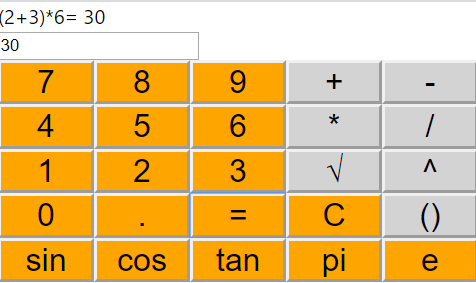 (2+3)*6= 30
30
7 8 9 + -
4 5 6 * /
1 2 3 √ ^
0 . = C ()
sin cos tan pi e